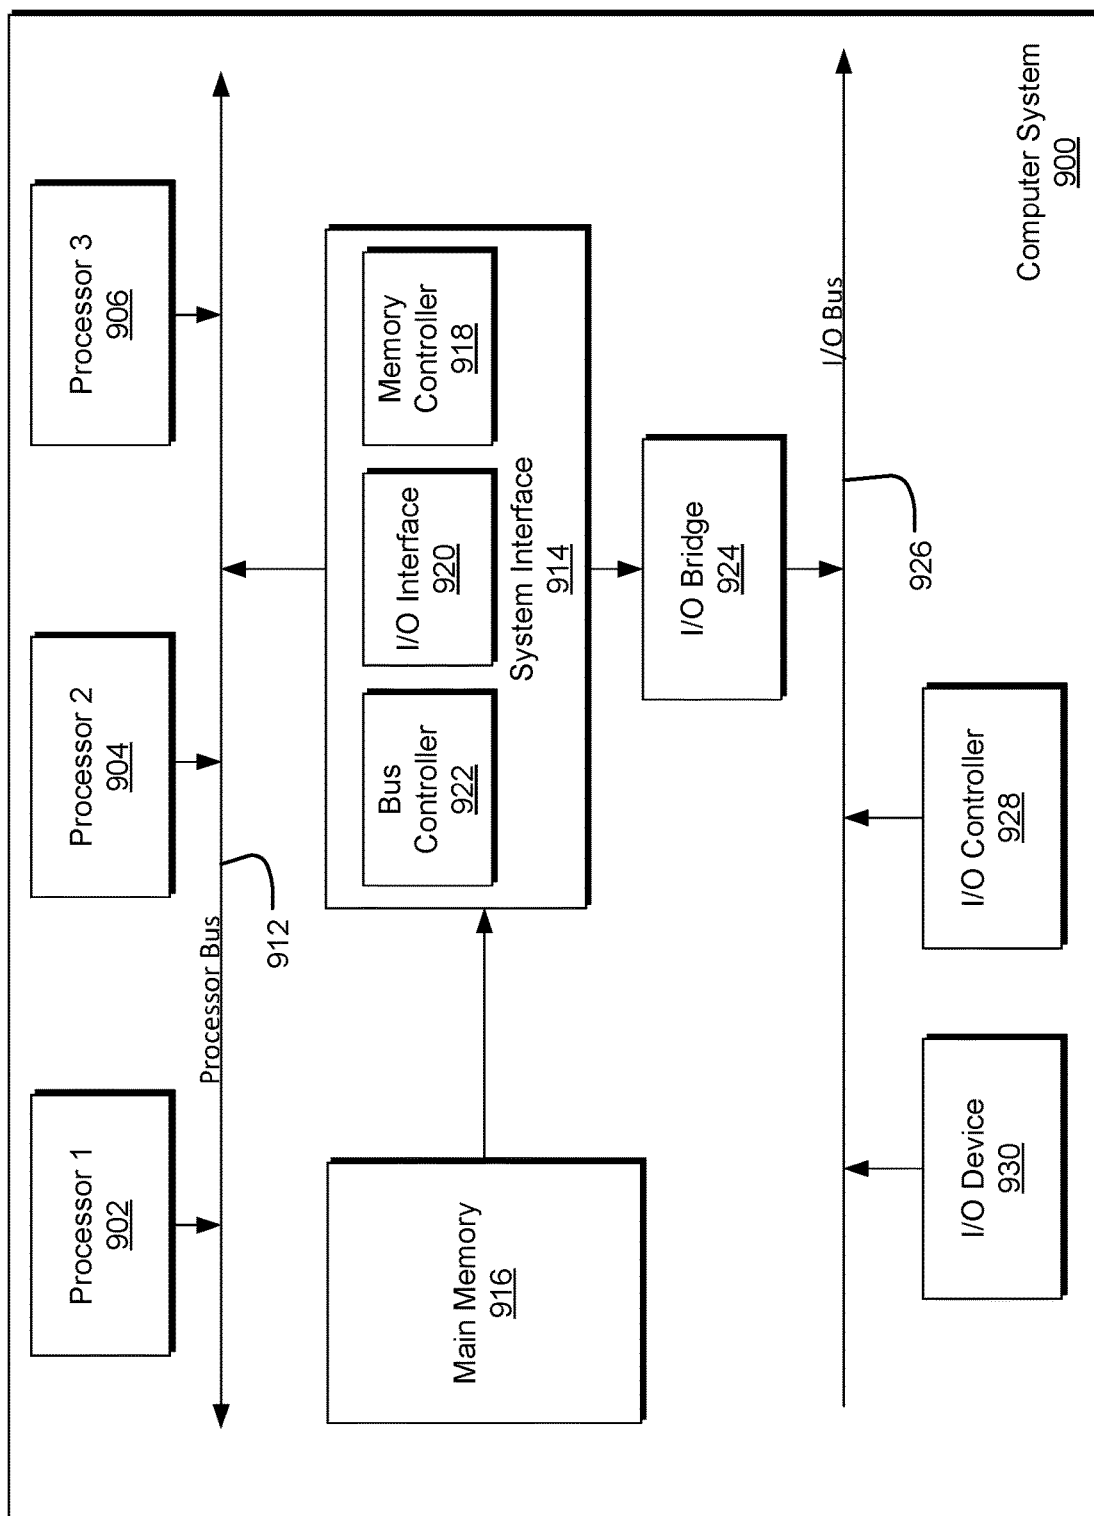 Processor 1
902
Processor 2
904
Processor 3
906
Processor Bus
912
Main Memory
916
Bus
Controller
922
I/O Interface
920
Memory
Controller
918
System Interface
914
I/O Bridge
924
I/O Bus
926
I/O Device
930
I/O Controller
928
Computer System
900